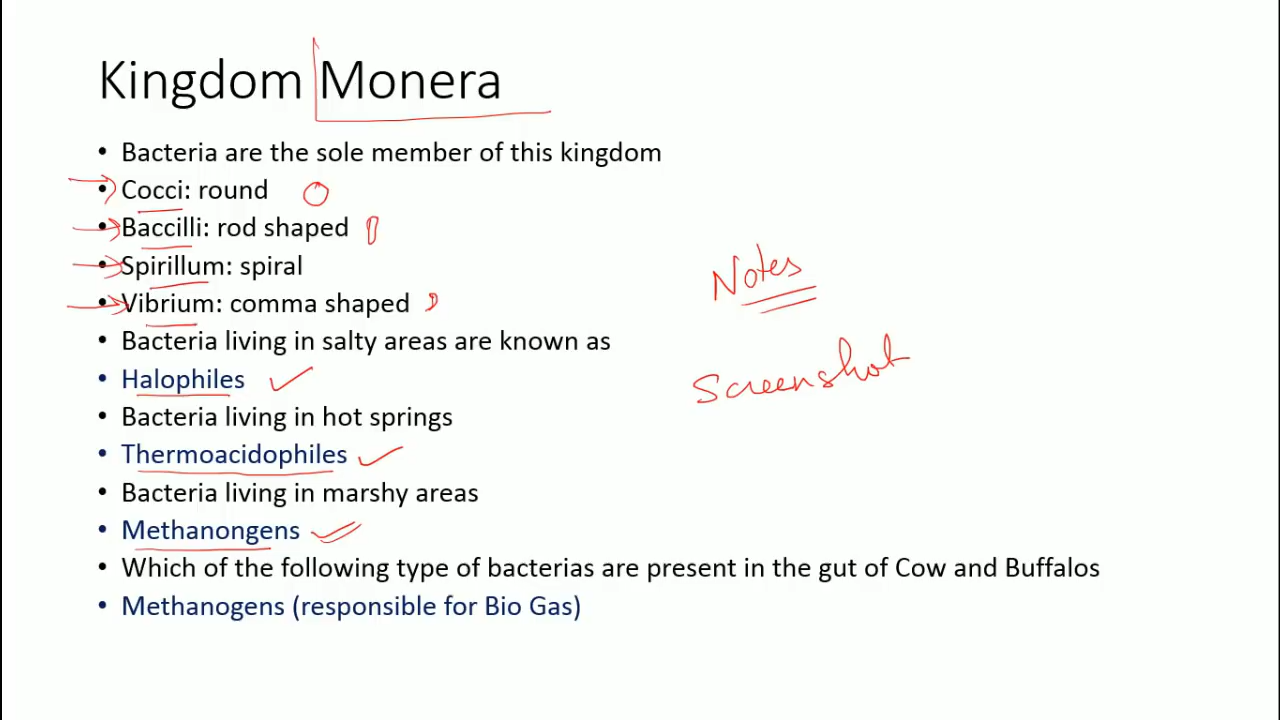 Kingdom Monera
• Bacteria are the sole member of this kingdom
• Cocci: round
• Baccilli: rod shaped
• Spirillum: spiral
• Vibrium: comma shaped
• Bacteria living in salty areas are known as
• Halophiles
• Bacteria living in hot springs
• Thermoacidophiles
• Bacteria living in marshy areas
• Methanongens
• Which of the following type of bacterias are present in the gut of Cow and Buffalos
• Methanogens (responsible for Bio Gas)
Notes
Screenshot